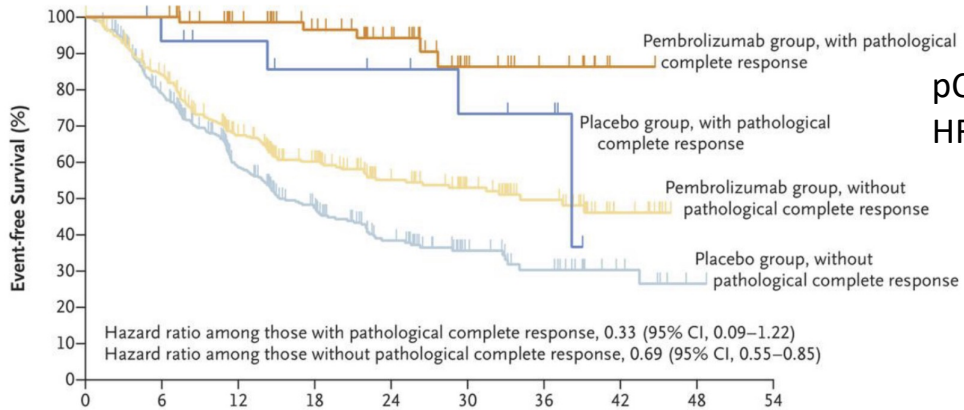 Event-free Survival (%)
100
90
80
70
60
50
40
30
20
10
0
Pembrolizumab group, with pathological
complete response
pC
HR
Placebo group, with pathological
complete response
Pembrolizumab group, without
pathological complete response
Placebo group, without
pathological complete response
Hazard ratio among those with pathological complete response, 0.33 (95% CI, 0.09–1.22)
Hazard ratio among those without pathological complete response, 0.69 (95% CI, 0.55–0.85)
0 6 12 18 24 30 36 42 48 54